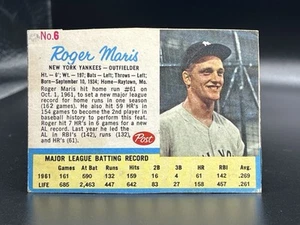 No.6
Roger Maris
NEW YORK YANKEES — OUTFIELDER
Ht. - 6'; Wt. - 197; Bats - Left; Throws - Left;
Born - September 10, 1934; Home - Raytown, Mo.
Roger Maris hit home run #61 on
Oct. 1, 1961, to set a new major league
record for home runs in one season
(162 games). He also hit 59 HR's in
154 games to become the 2nd player in
baseball history to perform this feat.
Roger hit 7 home runs in 6 games for a
new AL record. Last year he led the
AL in RBI's (142), runs (132), and
HR's (61).
Post
MAJOR LEAGUE BATTING RECORD
Games At Bat Runs Hits 2B 3B HR RBI Avg.
1961 161 590 132 159 16 4 61 142 .269
LIFE 685 2,463 447 642 83 27 158 457 .261